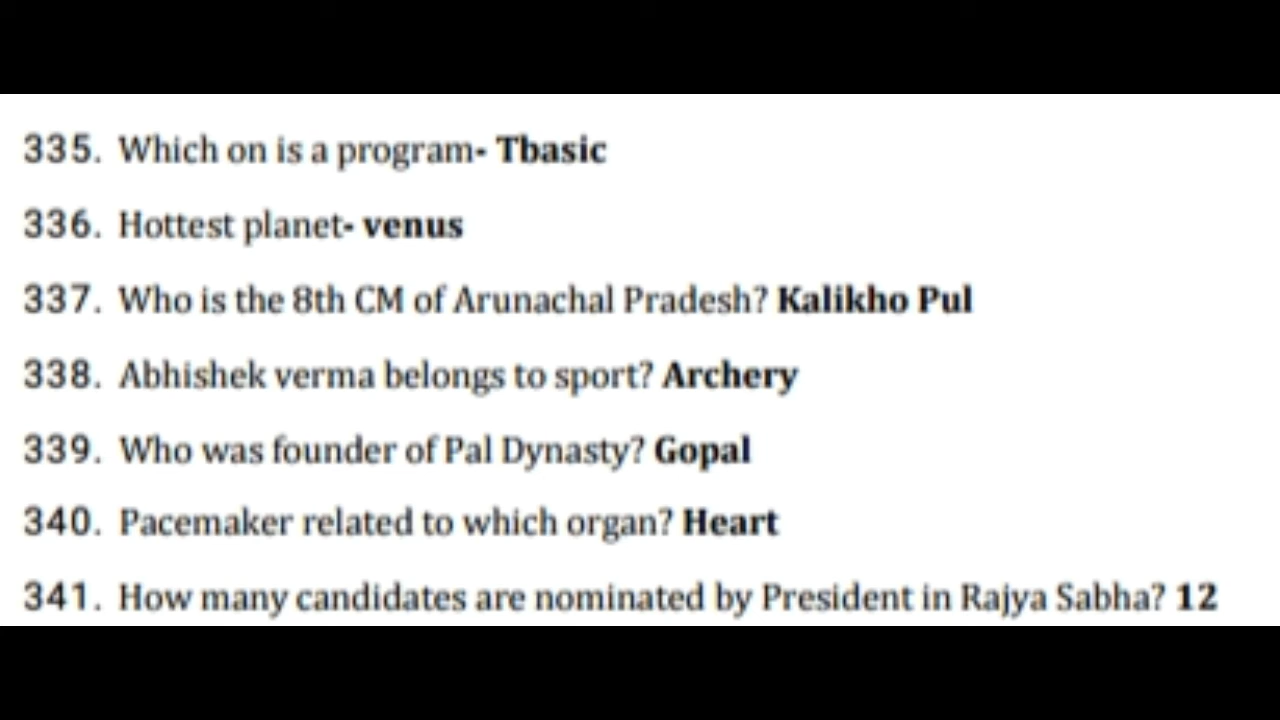 335. Which on is a program- Tbasic
336. Hottest planet- venus
337. Who is the 8th CM of Arunachal Pradesh? Kalikho Pul
338. Abhishek verma belongs to sport? Archery
339. Who was founder of Pal Dynasty? Gopal
340. Pacemaker related to which organ? Heart
341. How many candidates are nominated by President in Rajya Sabha? 12